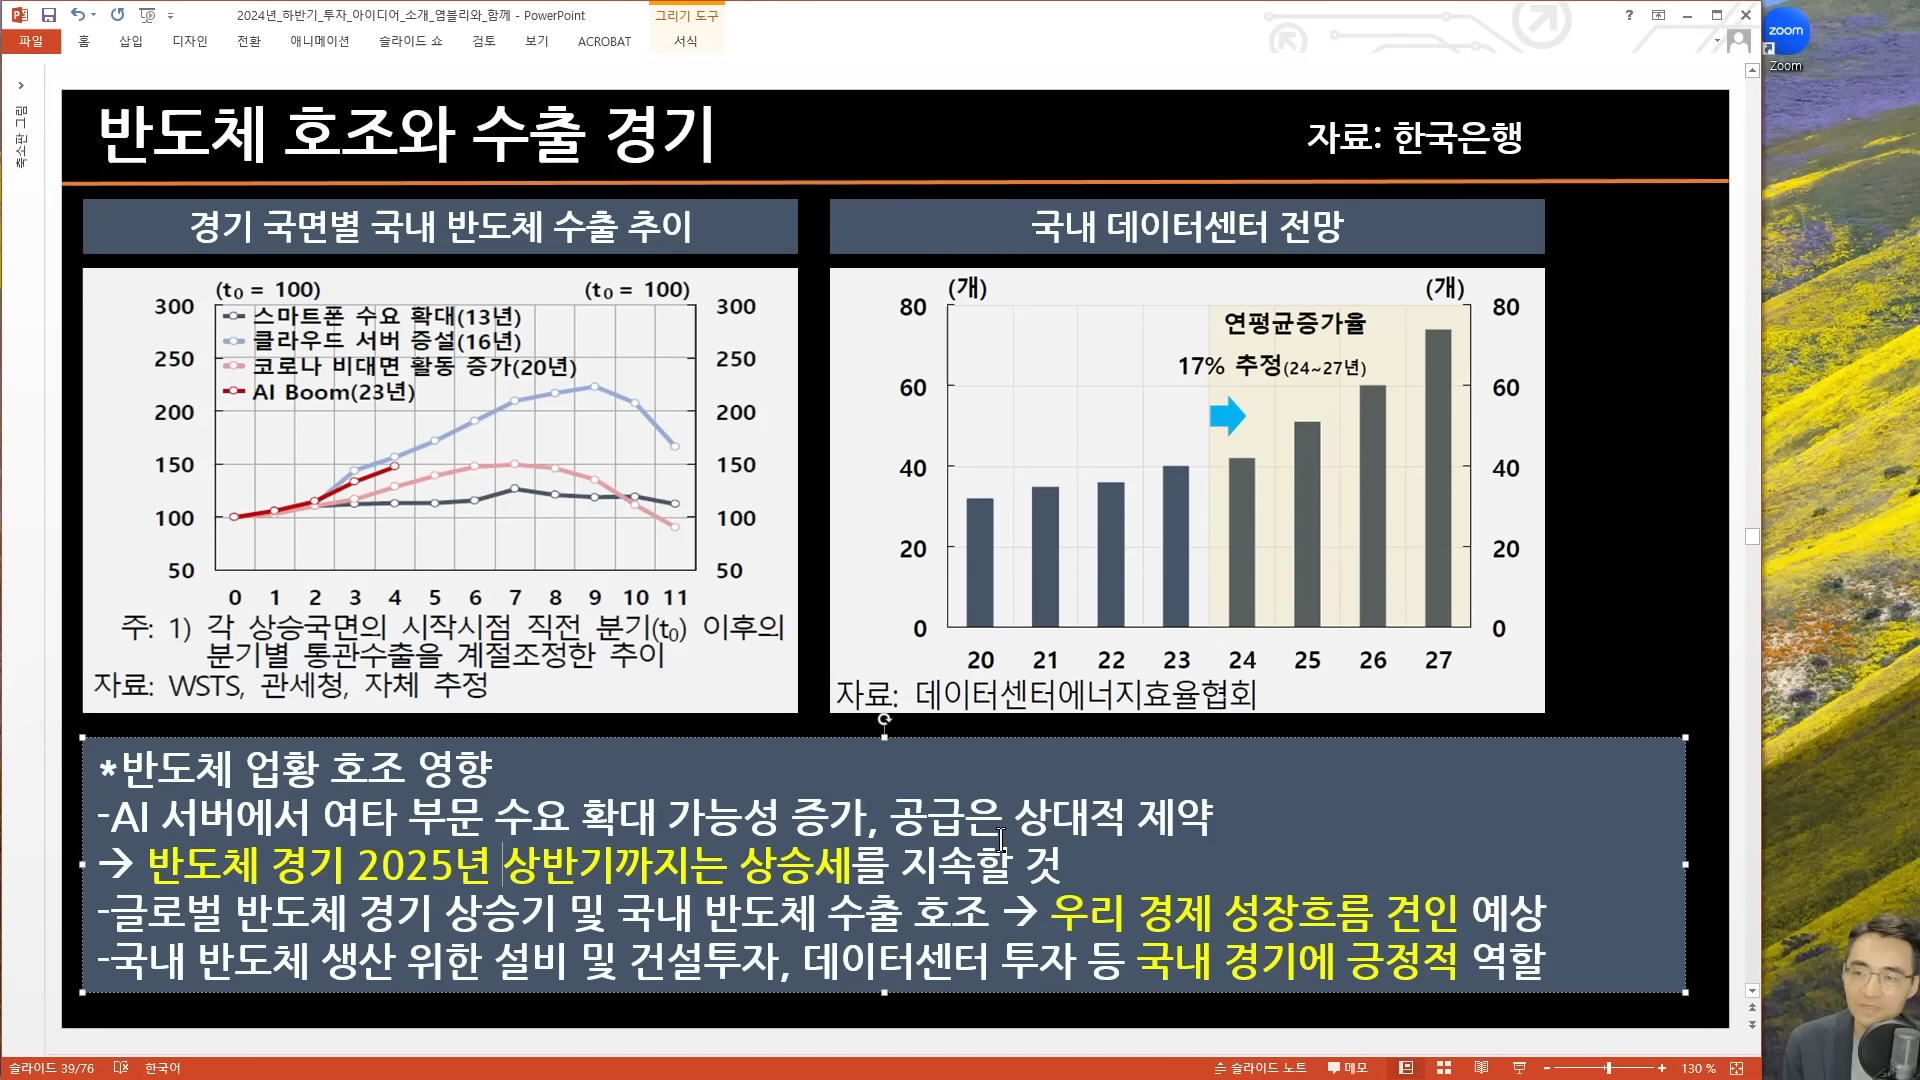 2024년_하반기_투자_아이디어_소개_염블리와_함께 - PowerPoint
그리기 도구
파일 홈 삽입 디자인 전환 애니메이션 슬라이드 쇼 검토 보기 ACROBAT 서식
zoom
Zoom
축소판 그림
반도체 호조와 수출 경기
자료: 한국은행
경기 국면별 국내 반도체 수출 추이
(t₀ = 100) (t₀ = 100)
300 300
스마트폰 수요 확대(13년)
클라우드 서버 증설(16년)
250 250
코로나 비대면 활동 증가(20년)
AI Boom(23년)
200 200
150 150
100 100
50 50
0 1 2 3 4 5 6 7 8 9 10 11
주: 1) 각 상승국면의 시작시점 직전 분기(t₀) 이후의
분기별 통관수출을 계절조정한 추이
자료: WSTS, 관세청, 자체 추정
국내 데이터센터 전망
(개) (개)
80 80
연평균증가율
17% 추정(24~27년)
60 60
40 40
20 20
0 0
20 21 22 23 24 25 26 27
자료: 데이터센터에너지효율협회
*반도체 업황 호조 영향
-AI 서버에서 여타 부문 수요 확대 가능성 증가, 공급은 상대적 제약
→ 반도체 경기 2025년 상반기까지는 상승세를 지속할 것
-글로벌 반도체 경기 상승기 및 국내 반도체 수출 호조 → 우리 경제 성장흐름 견인 예상
-국내 반도체 생산 위한 설비 및 건설투자, 데이터센터 투자 등 국내 경기에 긍정적 역할
슬라이드 39/76 한국어 슬라이드 노트 메모 130 %